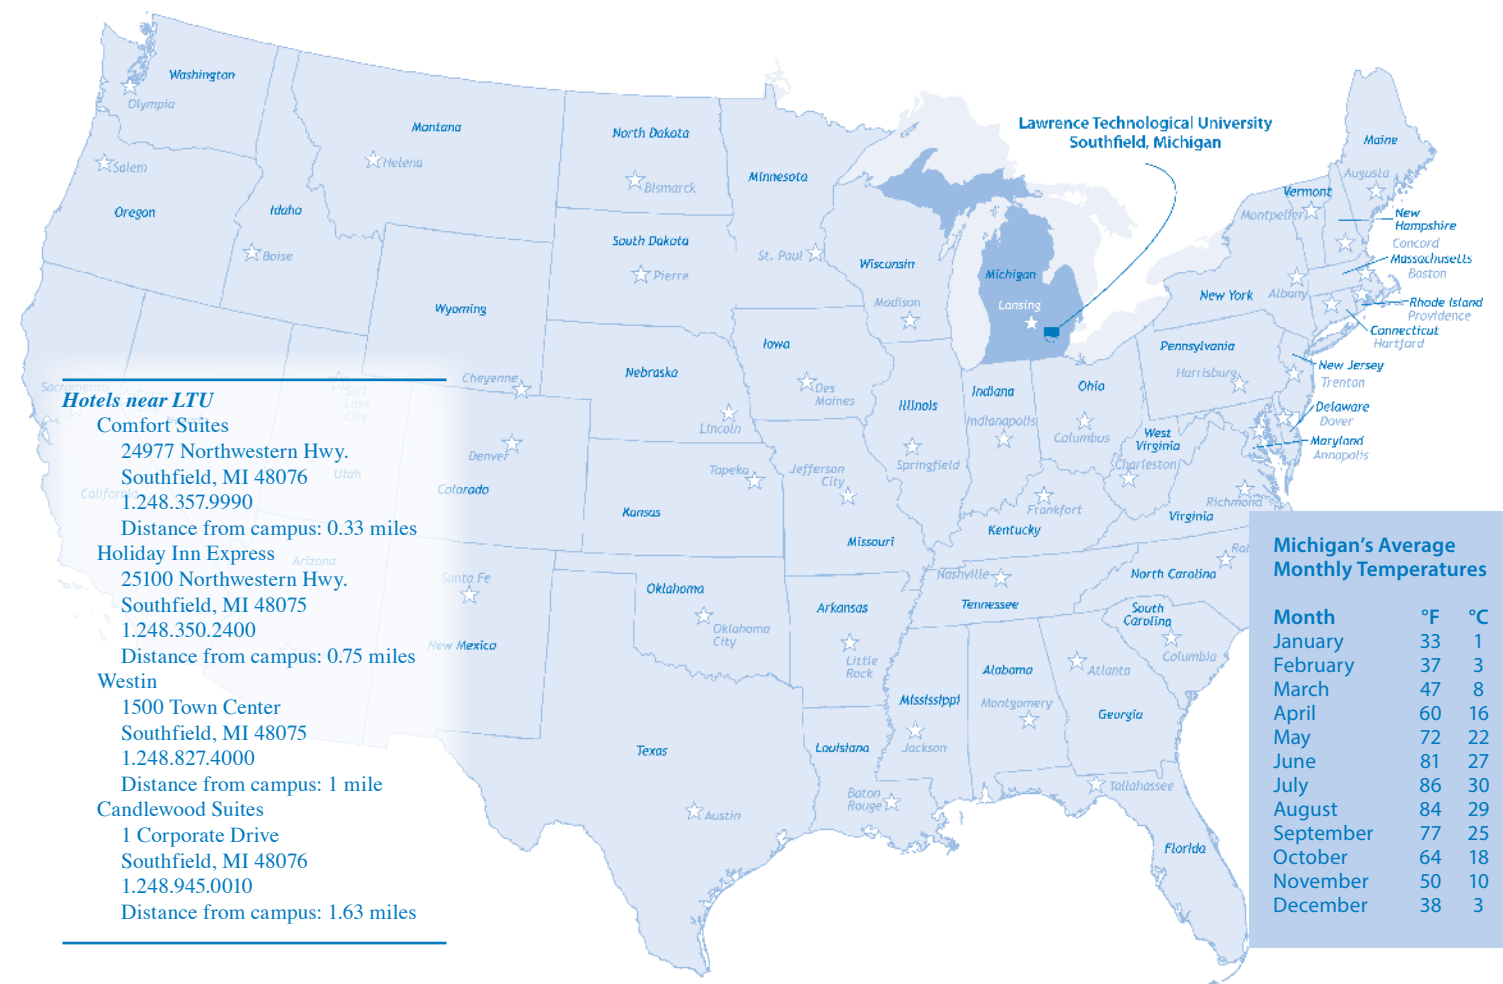 Lawrence Technological University
Southfield, Michigan
Washington
Olympia
Montana
Helena
North Dakota
Bismarck
Minnesota
St. Paul
Salem
Oregon
Idaho
Boise
South Dakota
Pierre
Wisconsin
Madison
Michigan
Lansing
Maine
Augusta
Vermont
Montpelier
New
Hampshire
Concord
Massachusetts
Boston
New York
Albany
Rhode Island
Providence
Connecticut
Hartford
Wyoming
Cheyenne
Iowa
Des
Moines
Nebraska
Lincoln
Illinois
Springfield
Indiana
Indianapolis
Ohio
Columbus
Pennsylvania
Harrisburg
New Jersey
Trenton
Delaware
Dover
Maryland
Annapolis
West
Virginia
Charleston
Richmond
Virginia
Sacramento
Salt
Lake
City
Nevada
Utah
California
Denver
Colorado
Topeka
Kansas
Jefferson
City
Missouri
Frankfort
Kentucky
Arizona
Santa Fe
New Mexico
Oklahoma
Oklahoma
City
Arkansas
Little
Rock
Nashville
Tennessee
North Carolina
South
Carolina
Columbia
Texas
Austin
Louisiana
Baton
Rouge
Mississippi
Jackson
Alabama
Montgomery
Atlanta
Georgia
Tallahassee
Florida
Hotels near LTU
Comfort Suites
24977 Northwestern Hwy.
Southfield, MI 48076
1.248.357.9990
Distance from campus: 0.33 miles
Holiday Inn Express
25100 Northwestern Hwy.
Southfield, MI 48075
1.248.350.2400
Distance from campus: 0.75 miles
Westin
1500 Town Center
Southfield, MI 48075
1.248.827.4000
Distance from campus: 1 mile
Candlewood Suites
1 Corporate Drive
Southfield, MI 48076
1.248.945.0010
Distance from campus: 1.63 miles
Michigan's Average
Monthly Temperatures
Month °F °C
January 33 1
February 37 3
March 47 8
April 60 16
May 72 22
June 81 27
July 86 30
August 84 29
September 77 25
October 64 18
November 50 10
December 38 3